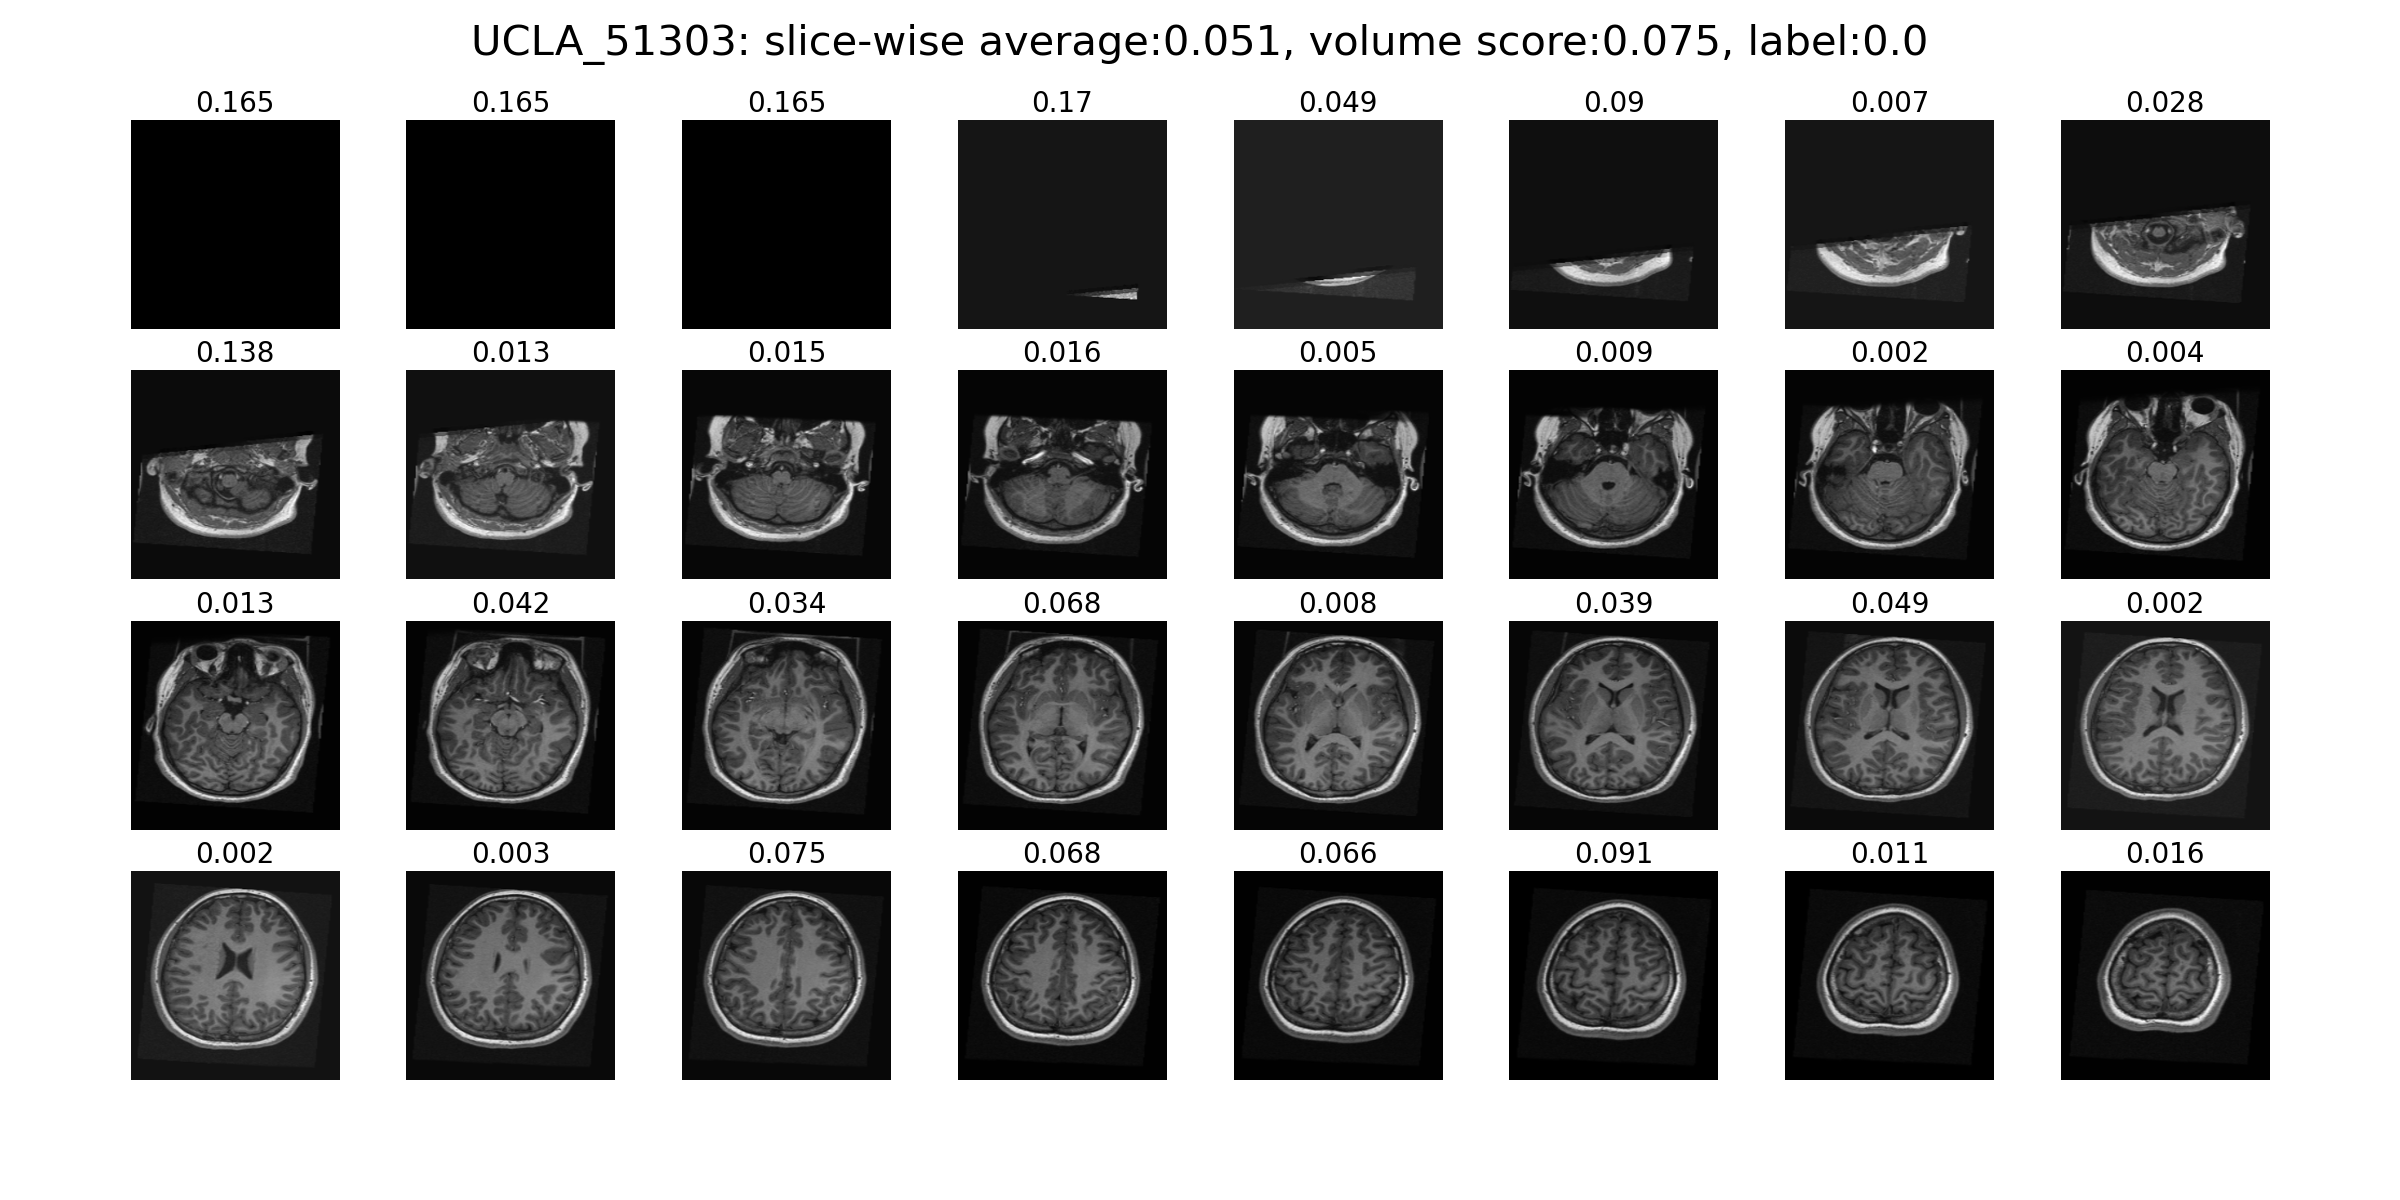 UCLA_51303: slice-wise average:0.051, volume score:0.075, label:0.0
0.165 0.165 0.165 0.17 0.049 0.09 0.007 0.028
0.138 0.013 0.015 0.016 0.005 0.009 0.002 0.004
0.013 0.042 0.034 0.068 0.008 0.039 0.049 0.002
0.002 0.003 0.075 0.068 0.066 0.091 0.011 0.016